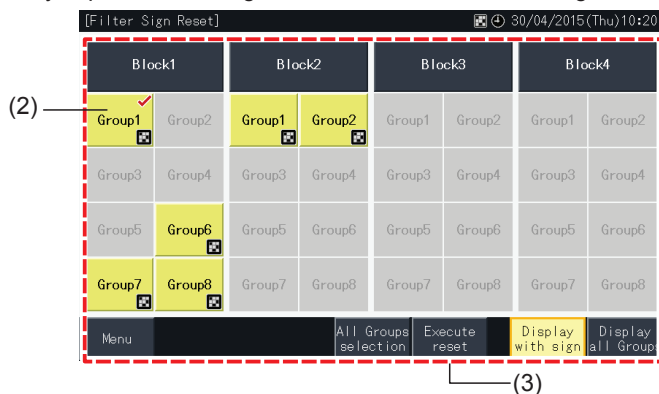 [Filter Sign Reset] 30/04/2015(Thu)10:20
Block1 Block2 Block3 Block4
(2)
Group1 Group2 Group1 Group2 Group1 Group2 Group1 Group2
Group3 Group4 Group3 Group4 Group3 Group4 Group3 Group4
Group5 Group6 Group5 Group6 Group5 Group6 Group5 Group6
Group7 Group8 Group7 Group8 Group7 Group8 Group7 Group8
Menu
All Groups
selection
Execute
reset
Display
with sign
Display
all Group
(3)